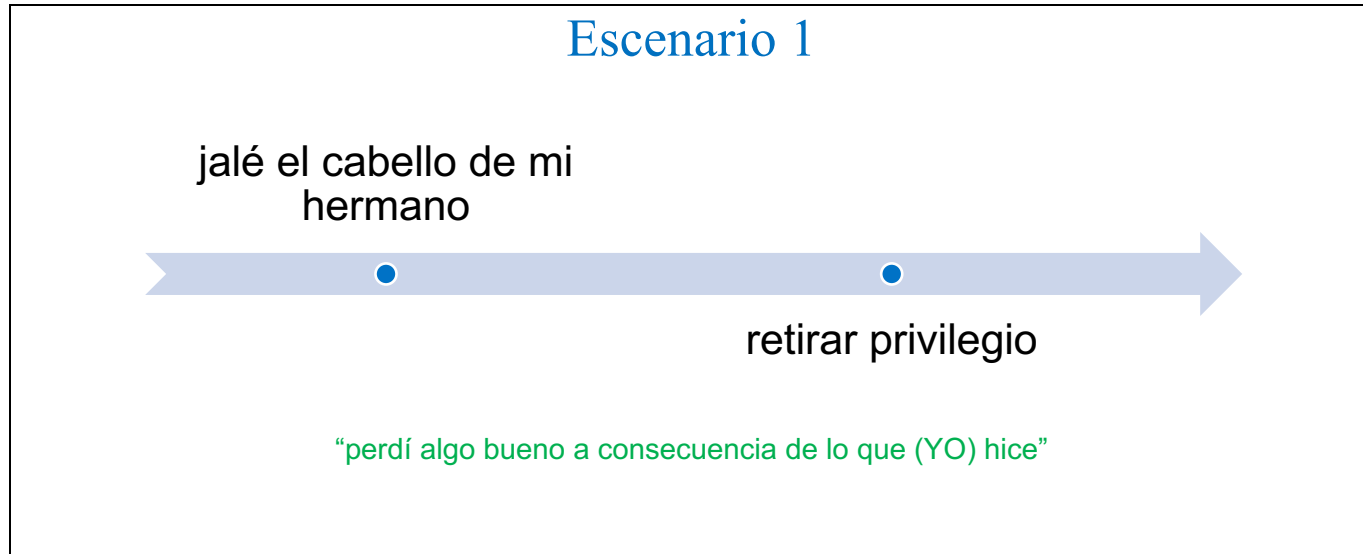 Escenario 1
jalé el cabello de mi
hermano
retirar privilegio
“perdí algo bueno a consecuencia de lo que (YO) hice”